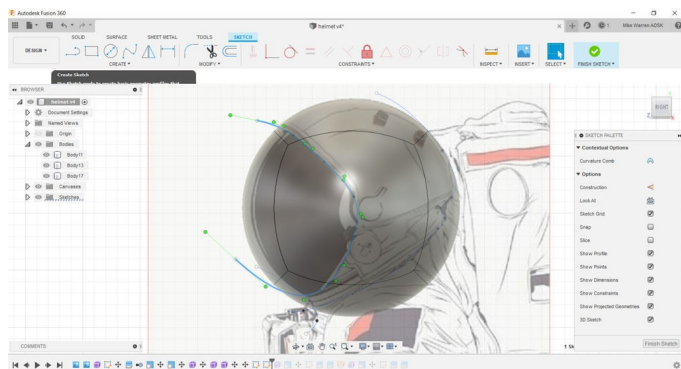 Autodesk Fusion 360
helmet v4*
1
Mike Warren ADSK
DESIGN
SOLID
SURFACE
SHEET METAL
TOOLS
SKETCH
CREATE
MODIFY
CONSTRAINTS
INSPECT
INSERT
SELECT
FINISH SKETCH
Create Sketch
BROWSER
helmet v4
Document Settings
Named Views
Origin
Bodies
Body11
Body13
Body17
Canvases
Sketches
RIGHT
Z
SKETCH PALETTE
Contextual Options
Curvature Comb
Options
Construction
Look At
Sketch Grid
Snap
Slice
Show Profile
Show Points
Show Dimensions
Show Constraints
Show Projected Geometries
3D Sketch
Finish Sketch
1 Sk
COMMENTS